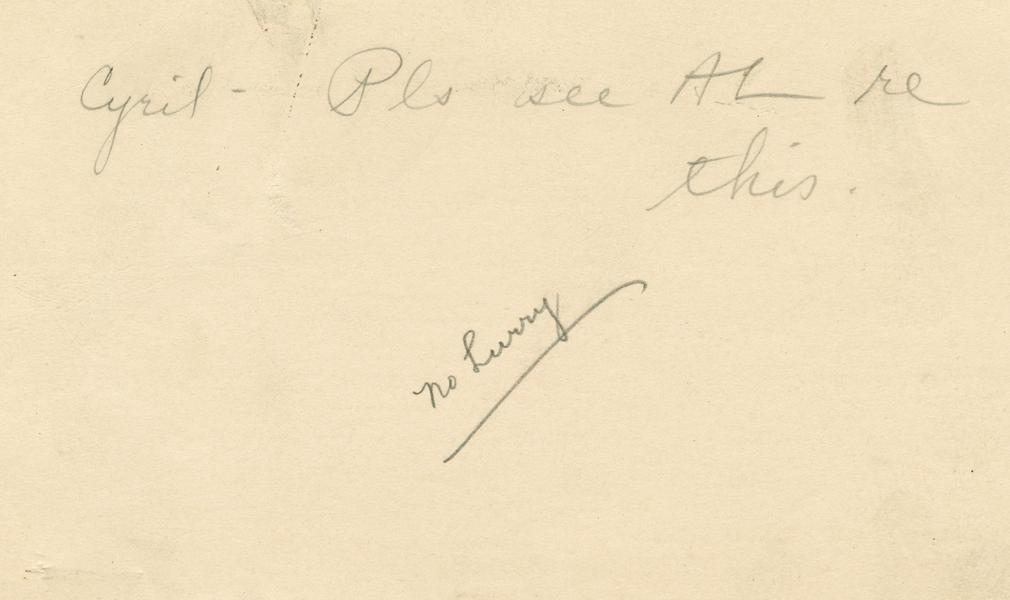 Cyril - Pls see AL re
this.
no hurry